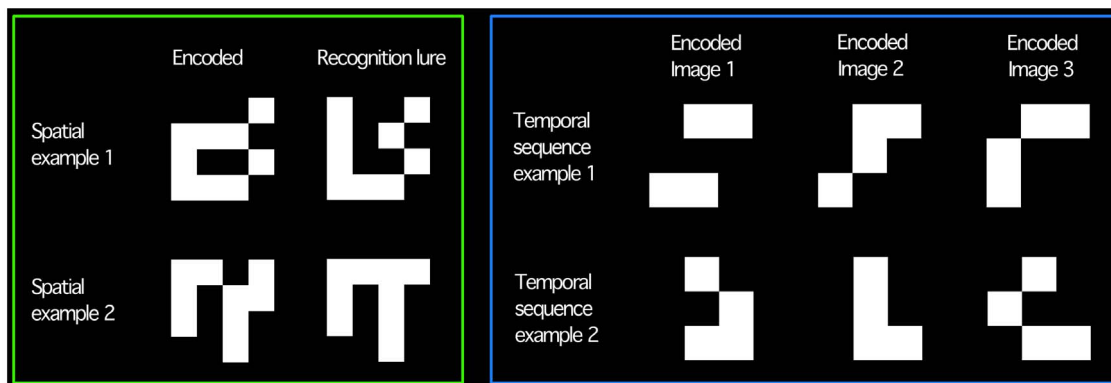 Encoded
Recognition lure
Spatial
example 1
Spatial
example 2
Encoded
Image 1
Encoded
Image 2
Encoded
Image 3
Temporal
sequence
example 1
Temporal
sequence
example 2